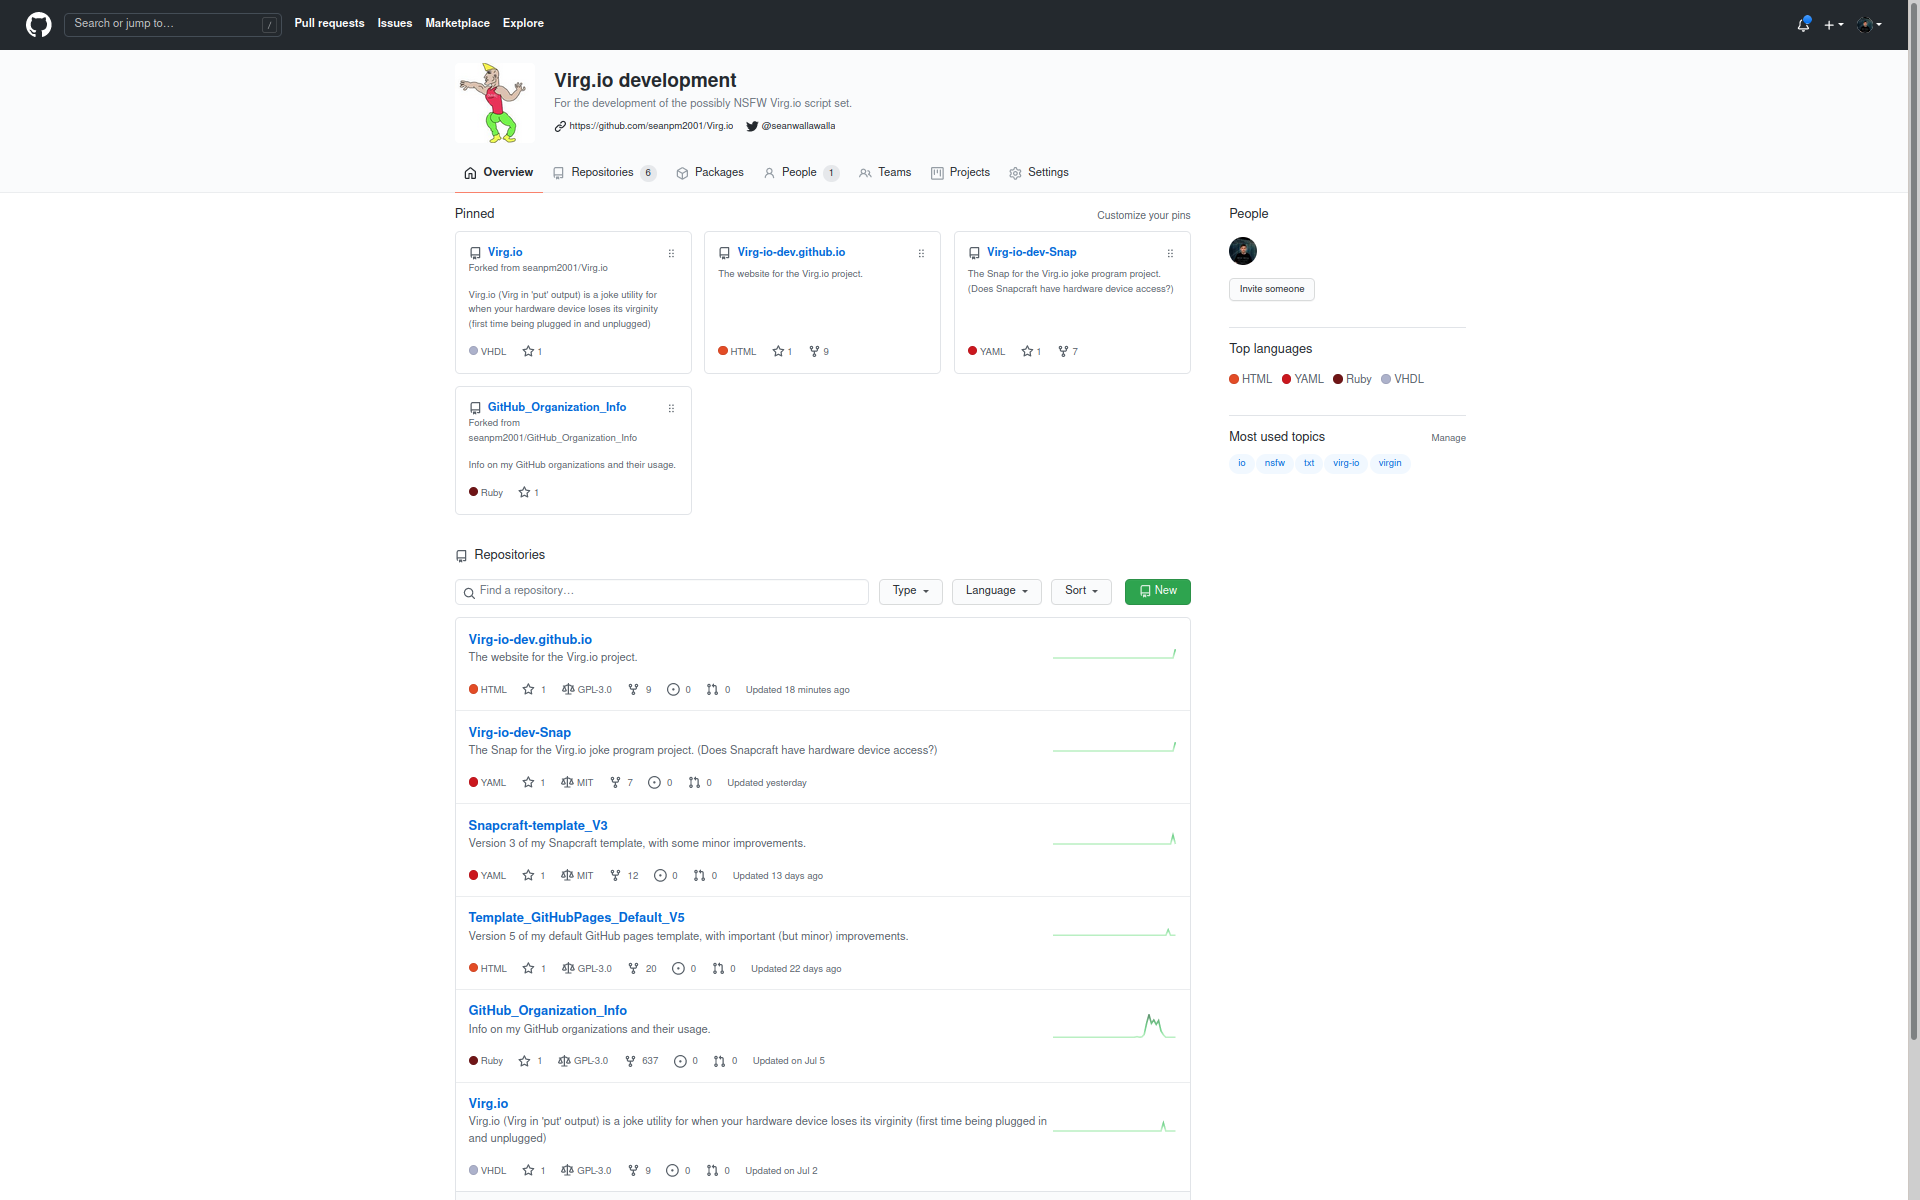 Search or jump to…
/
Pull requests Issues Marketplace Explore
Virg.io development
For the development of the possibly NSFW Virg.io script set.
https://github.com/seanpm2001/Virg.io @seanwallawalla
Overview Repositories 6 Packages People 1 Teams Projects Settings
Pinned
Customize your pins
Virg.io
Forked from seanpm2001/Virg.io
Virg.io (Virg in 'put' output) is a joke utility for
when your hardware device loses its virginity
(first time being plugged in and unplugged)
VHDL 1
Virg-io-dev.github.io
The website for the Virg.io project.
HTML 1 9
Virg-io-dev-Snap
The Snap for the Virg.io joke program project.
(Does Snapcraft have hardware device access?)
YAML 1 7
GitHub_Organization_Info
Forked from
seanpm2001/GitHub_Organization_Info
Info on my GitHub organizations and their usage.
Ruby 1
People
Invite someone
Top languages
HTML YAML Ruby VHDL
Most used topics
Manage
io nsfw txt virg-io virgin
Repositories
Find a repository…
Type Language Sort New
Virg-io-dev.github.io
The website for the Virg.io project.
HTML 1 GPL-3.0 9 0 0 Updated 18 minutes ago
Virg-io-dev-Snap
The Snap for the Virg.io joke program project. (Does Snapcraft have hardware device access?)
YAML 1 MIT 7 0 0 Updated yesterday
Snapcraft-template_V3
Version 3 of my Snapcraft template, with some minor improvements.
YAML 1 MIT 12 0 0 Updated 13 days ago
Template_GitHubPages_Default_V5
Version 5 of my default GitHub pages template, with important (but minor) improvements.
HTML 1 GPL-3.0 20 0 0 Updated 22 days ago
GitHub_Organization_Info
Info on my GitHub organizations and their usage.
Ruby 1 GPL-3.0 637 0 0 Updated on Jul 5
Virg.io
Virg.io (Virg in 'put' output) is a joke utility for when your hardware device loses its virginity (first time being plugged in
and unplugged)
VHDL 1 GPL-3.0 9 0 0 Updated on Jul 2